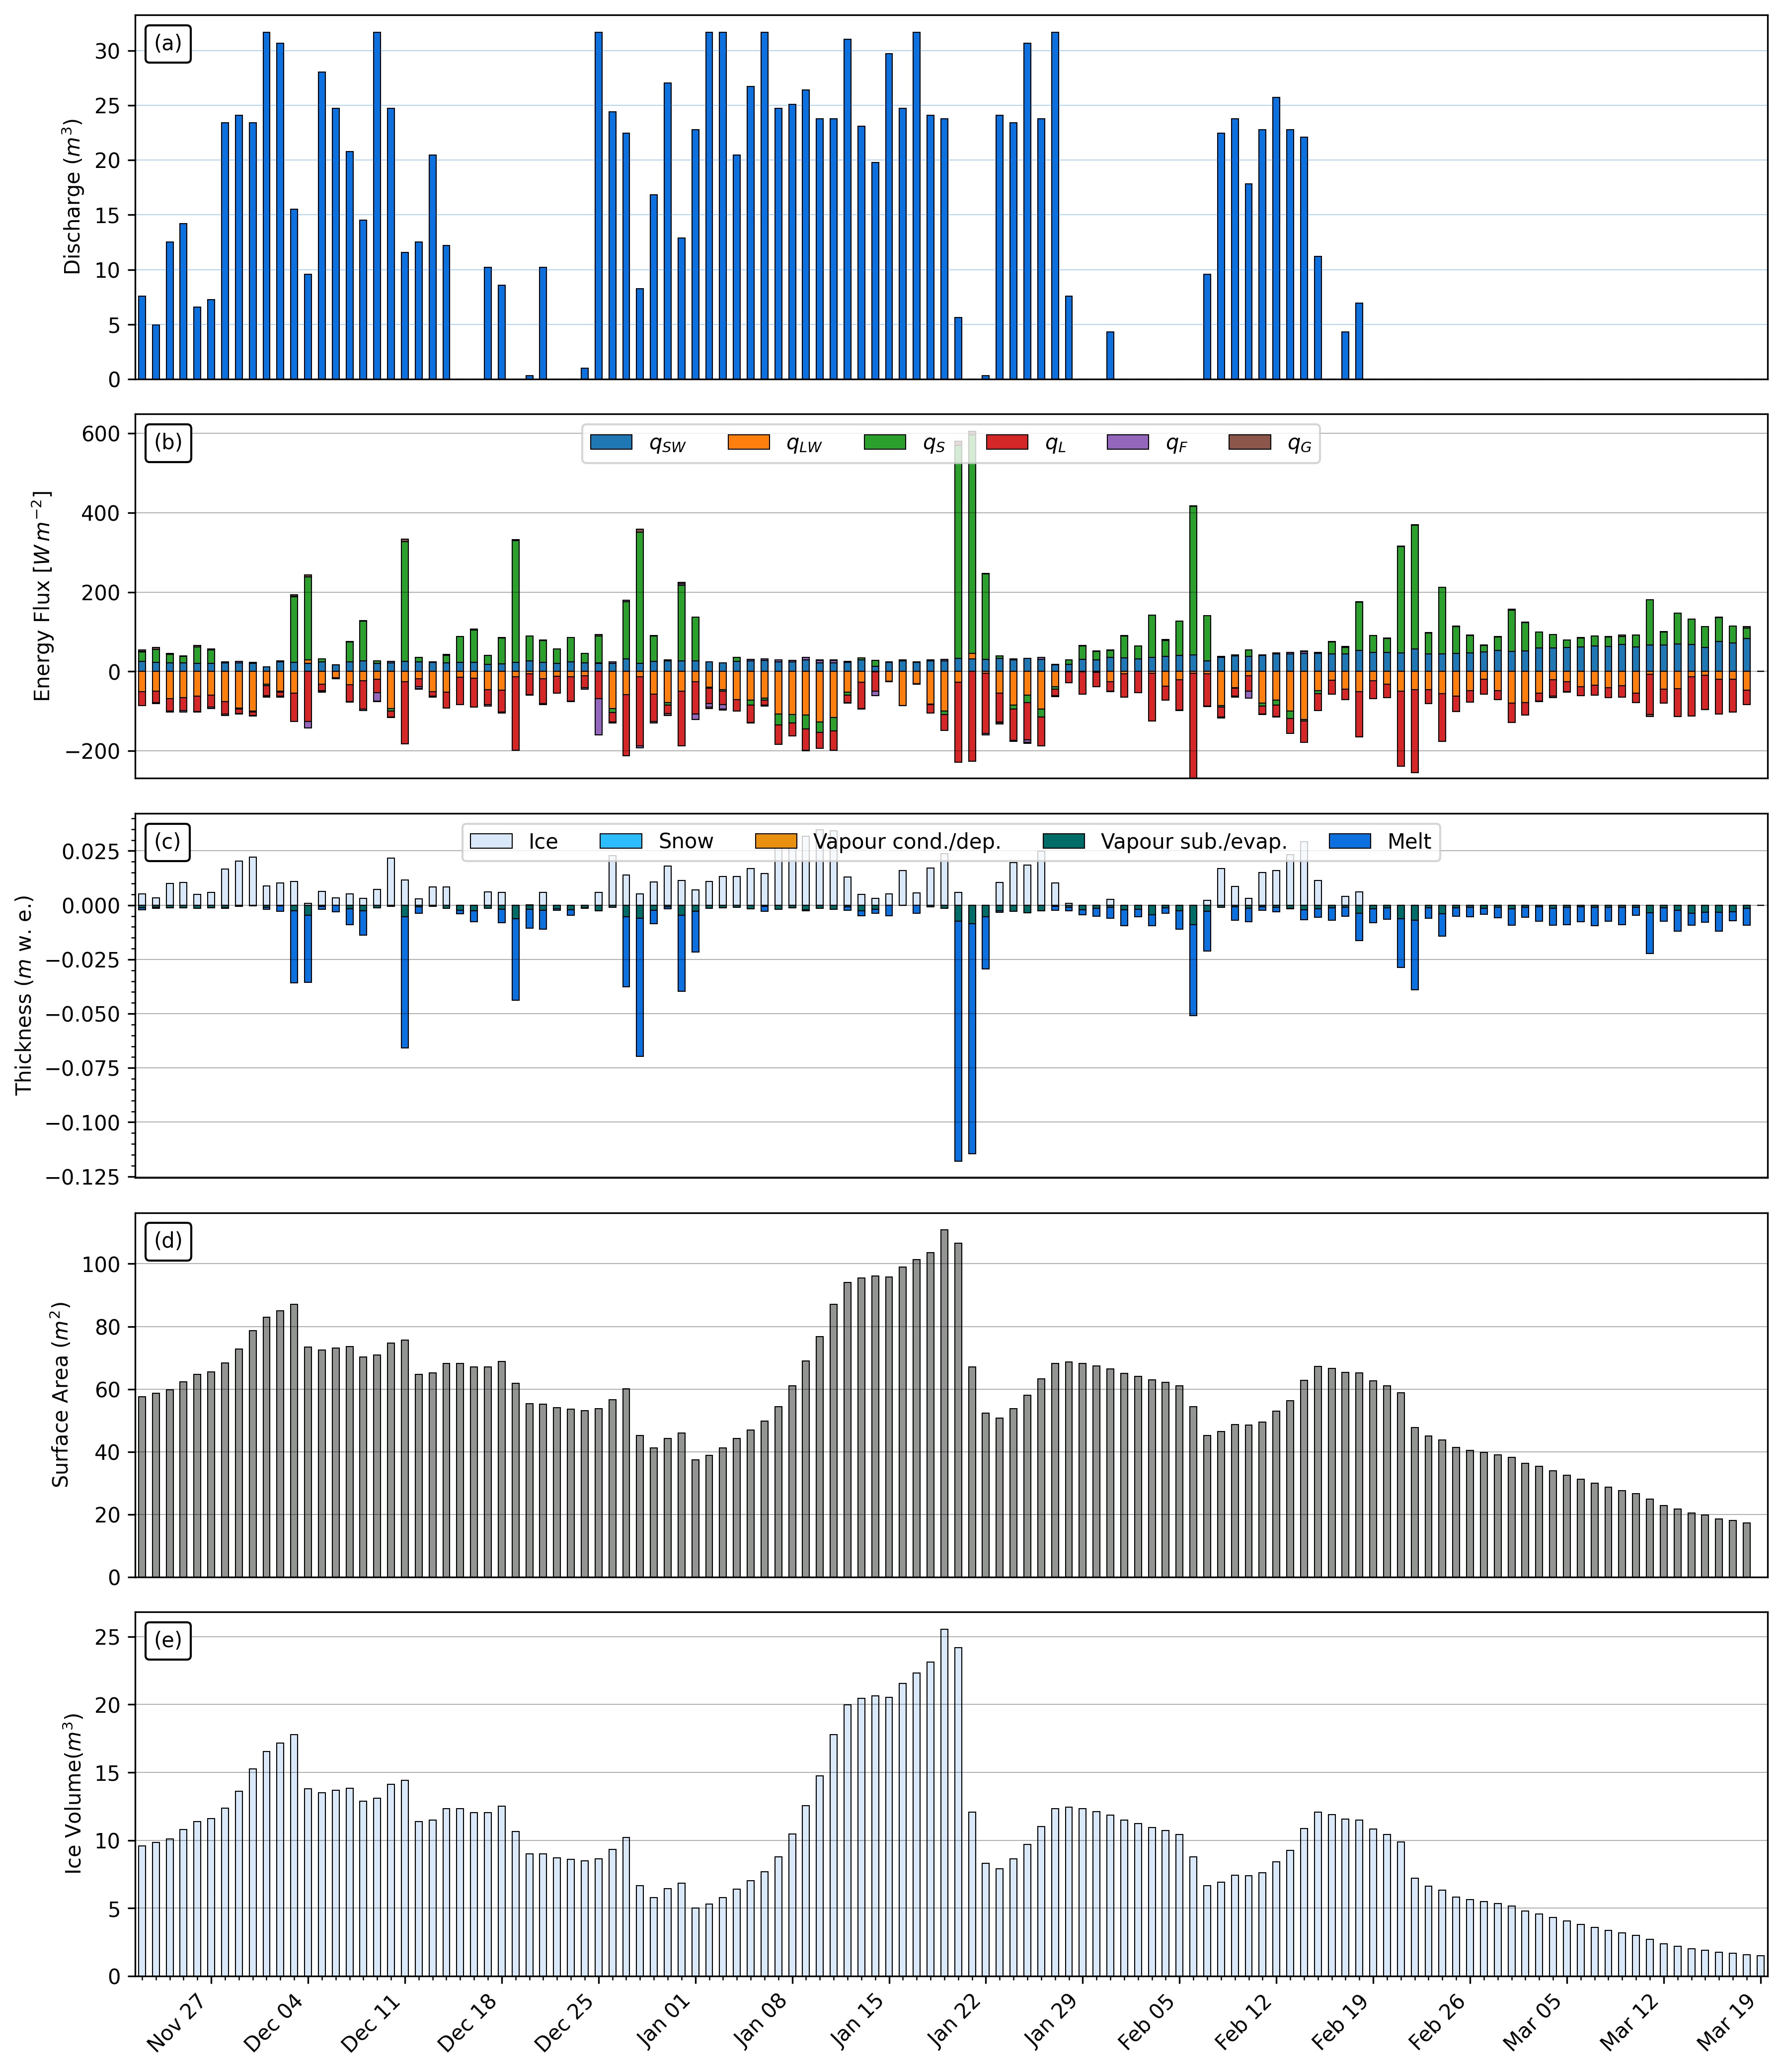 (a)
30
25
20
15
10
5
0
Discharge (m³)
(b)
q_SW q_LW q_S q_L q_F q_G
600
400
200
0
−200
Energy Flux [W m⁻²]
(c)
Ice Snow Vapour cond./dep. Vapour sub./evap. Melt
0.025
0.000
−0.025
−0.050
−0.075
−0.100
−0.125
Thickness (m w. e.)
(d)
100
80
60
40
20
0
Surface Area (m²)
(e)
25
20
15
10
5
0
Ice Volume(m³)
Nov 27 Dec 04 Dec 11 Dec 18 Dec 25 Jan 01 Jan 08 Jan 15 Jan 22 Jan 29 Feb 05 Feb 12 Feb 19 Feb 26 Mar 05 Mar 12 Mar 19